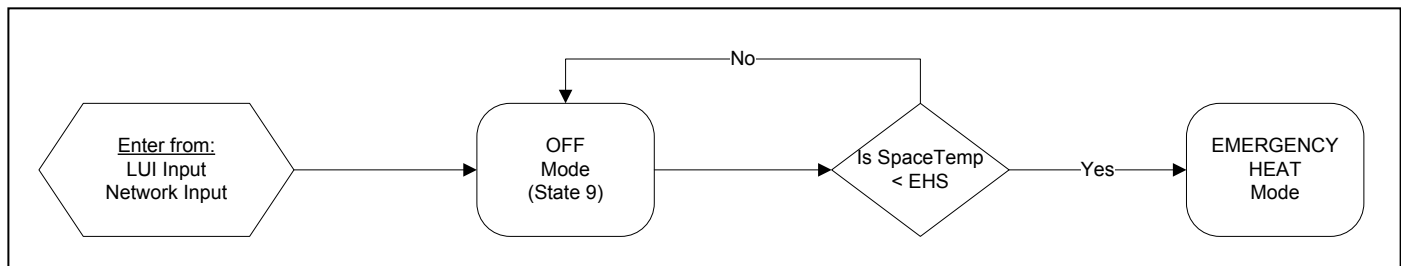 No
Enter from:
LUI Input
Network Input
OFF
Mode
(State 9)
Is SpaceTemp
< EHS
Yes
EMERGENCY
HEAT
Mode